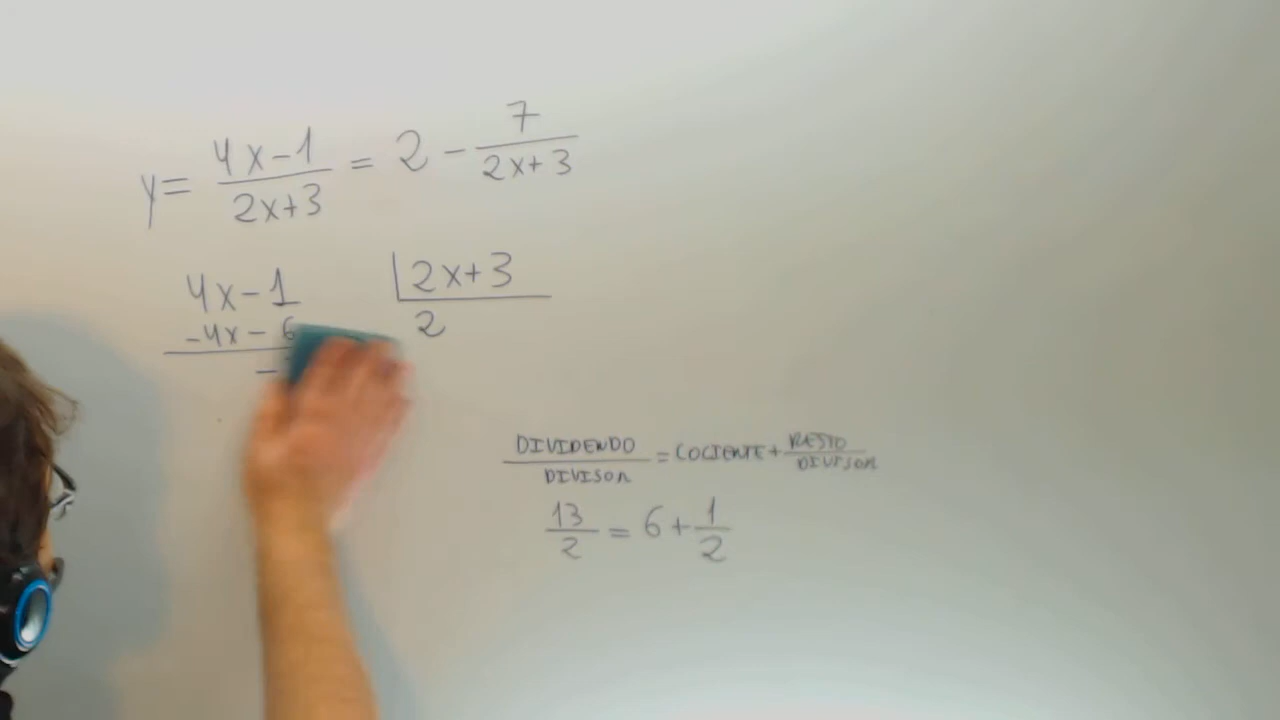 y = 4x-1 / 2x+3 = 2 - 7 / 2x+3
4x-1 | 2x+3
-4x-6 2
-
DIVIDENDO / DIVISOR = COCIENTE + RESTO / DIVISOR
13 / 2 = 6 + 1 / 2